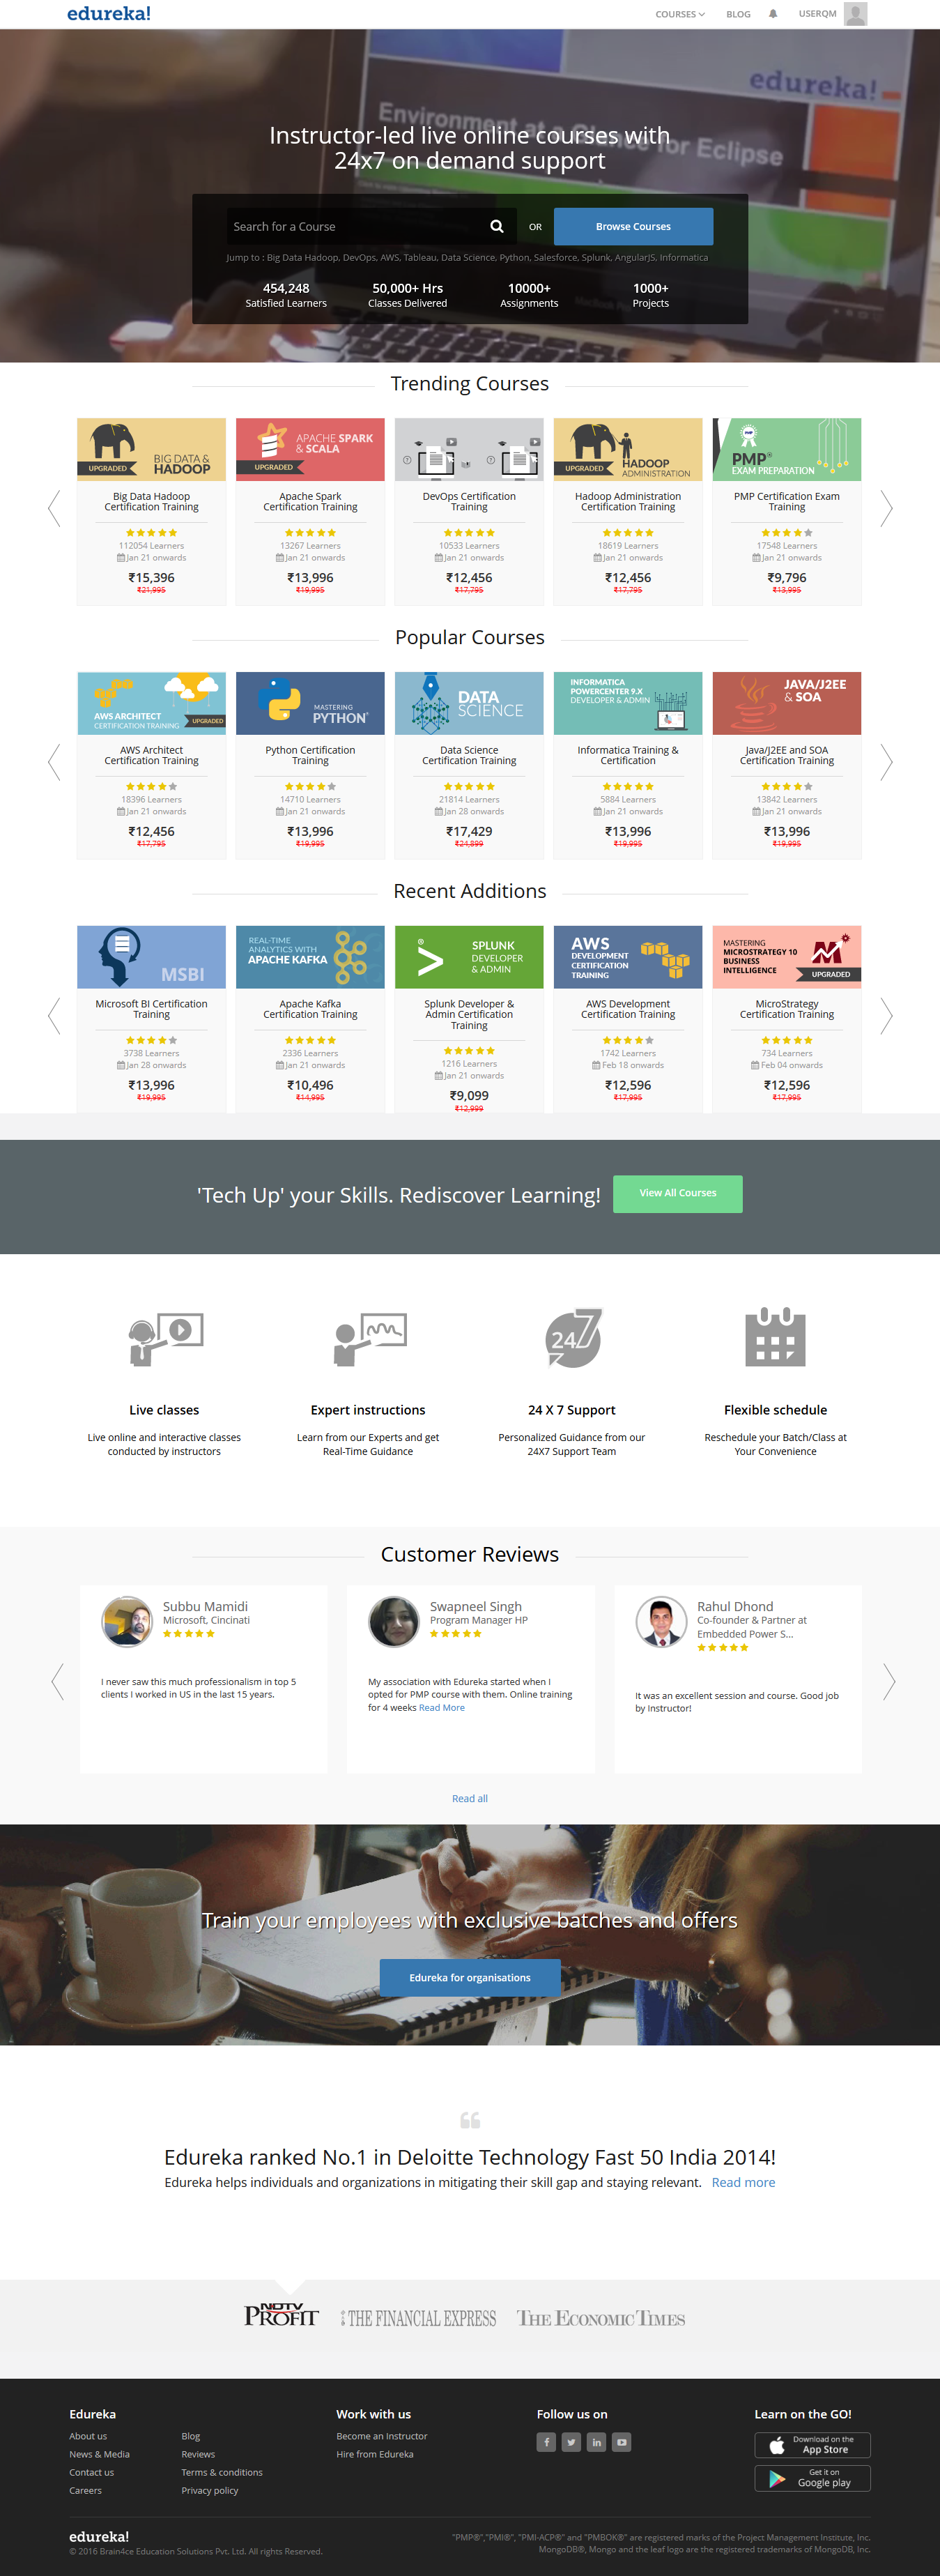 edureka!
COURSES
BLOG
USERQM
edureka!
Environment at a Glance for Eclipse
Instructor-led live online courses with
24x7 on demand support
Search for a Course
OR
Browse Courses
Jump to : Big Data Hadoop, DevOps, AWS, Tableau, Data Science, Python, Salesforce, Splunk, AngularJS, Informatica
454,248
Satisfied Learners
50,000+ Hrs
Classes Delivered
10000+
Assignments
1000+
Projects
Trending Courses
BIG DATA &
HADOOP
UPGRADED
Big Data Hadoop
Certification Training
112054 Learners
Jan 21 onwards
₹15,396
₹21,995
APACHE SPARK
& SCALA
UPGRADED
Apache Spark
Certification Training
13267 Learners
Jan 21 onwards
₹13,996
₹19,995
DevOps Certification
Training
10533 Learners
Jan 21 onwards
₹12,456
₹17,795
UPGRADED
HADOOP
ADMINISTRATION
Hadoop Administration
Certification Training
18619 Learners
Jan 21 onwards
₹12,456
₹17,795
PMP
PMP®
EXAM PREPARATION
PMP Certification Exam
Training
17548 Learners
Jan 21 onwards
₹9,796
₹13,995
Popular Courses
AWS ARCHITECT
CERTIFICATION TRAINING
UPGRADED
AWS Architect
Certification Training
18396 Learners
Jan 21 onwards
₹12,456
₹17,795
MASTERING
PYTHON®
Python Certification
Training
14710 Learners
Jan 21 onwards
₹13,996
₹19,995
DATA
SCIENCE
Data Science
Certification Training
21814 Learners
Jan 28 onwards
₹17,429
₹24,899
INFORMATICA
POWERCENTER 9.X
DEVELOPER & ADMIN
Informatica Training &
Certification
5884 Learners
Jan 21 onwards
₹13,996
₹19,995
JAVA/J2EE
& SOA
Java/J2EE and SOA
Certification Training
13842 Learners
Jan 21 onwards
₹13,996
₹19,995
Recent Additions
MSBI
Microsoft BI Certification
Training
3738 Learners
Jan 28 onwards
₹13,996
₹19,995
REAL-TIME
ANALYTICS WITH
APACHE KAFKA
Apache Kafka
Certification Training
2336 Learners
Jan 21 onwards
₹10,496
₹14,995
SPLUNK
DEVELOPER
& ADMIN
Splunk Developer &
Admin Certification
Training
1216 Learners
Jan 21 onwards
₹9,099
₹12,999
AWS
DEVELOPMENT
CERTIFICATION
TRAINING
AWS Development
Certification Training
1742 Learners
Feb 18 onwards
₹12,596
₹17,995
MASTERING
MICROSTRATEGY 10
BUSINESS
INTELLIGENCE
UPGRADED
MicroStrategy
Certification Training
734 Learners
Feb 04 onwards
₹12,596
₹17,995
'Tech Up' your Skills. Rediscover Learning!
View All Courses
24
7
Live classes
Live online and interactive classes
conducted by instructors
Expert instructions
Learn from our Experts and get
Real-Time Guidance
24 X 7 Support
Personalized Guidance from our
24X7 Support Team
Flexible schedule
Reschedule your Batch/Class at
Your Convenience
Customer Reviews
Subbu Mamidi
Microsoft, Cincinati
I never saw this much professionalism in top 5
clients I worked in US in the last 15 years.
Swapneel Singh
Program Manager HP
My association with Edureka started when I
opted for PMP course with them. Online training
for 4 weeks Read More
Rahul Dhond
Co-founder & Partner at
Embedded Power S...
It was an excellent session and course. Good job
by Instructor!
Read all
Train your employees with exclusive batches and offers
Edureka for organisations
Edureka ranked No.1 in Deloitte Technology Fast 50 India 2014!
Edureka helps individuals and organizations in mitigating their skill gap and staying relevant. Read more
NDTV
PROFIT
THE FINANCIAL EXPRESS
THE ECONOMIC TIMES
Edureka
About us
News & Media
Contact us
Careers
Blog
Reviews
Terms & conditions
Privacy policy
Work with us
Become an Instructor
Hire from Edureka
Follow us on
Learn on the GO!
Download on the
App Store
Get it on
Google play
edureka!
© 2016 Brain4ce Education Solutions Pvt. Ltd. All rights Reserved.
"PMP®","PMI®", "PMI-ACP®" and "PMBOK®" are registered marks of the Project Management Institute, Inc.
MongoDB®, Mongo and the leaf logo are the registered trademarks of MongoDB, Inc.